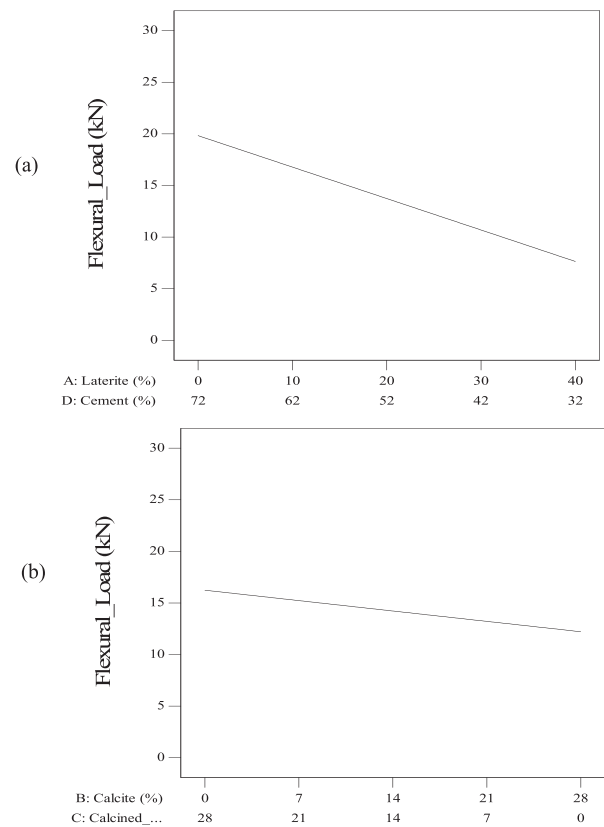 (a)
Flexural_Load (kN)
30
25
20
15
10
5
0
A: Laterite (%) 0 10 20 30 40
D: Cement (%) 72 62 52 42 32
(b)
Flexural_Load (kN)
30
25
20
15
10
5
0
B: Calcite (%) 0 7 14 21 28
C: Calcined_... 28 21 14 7 0